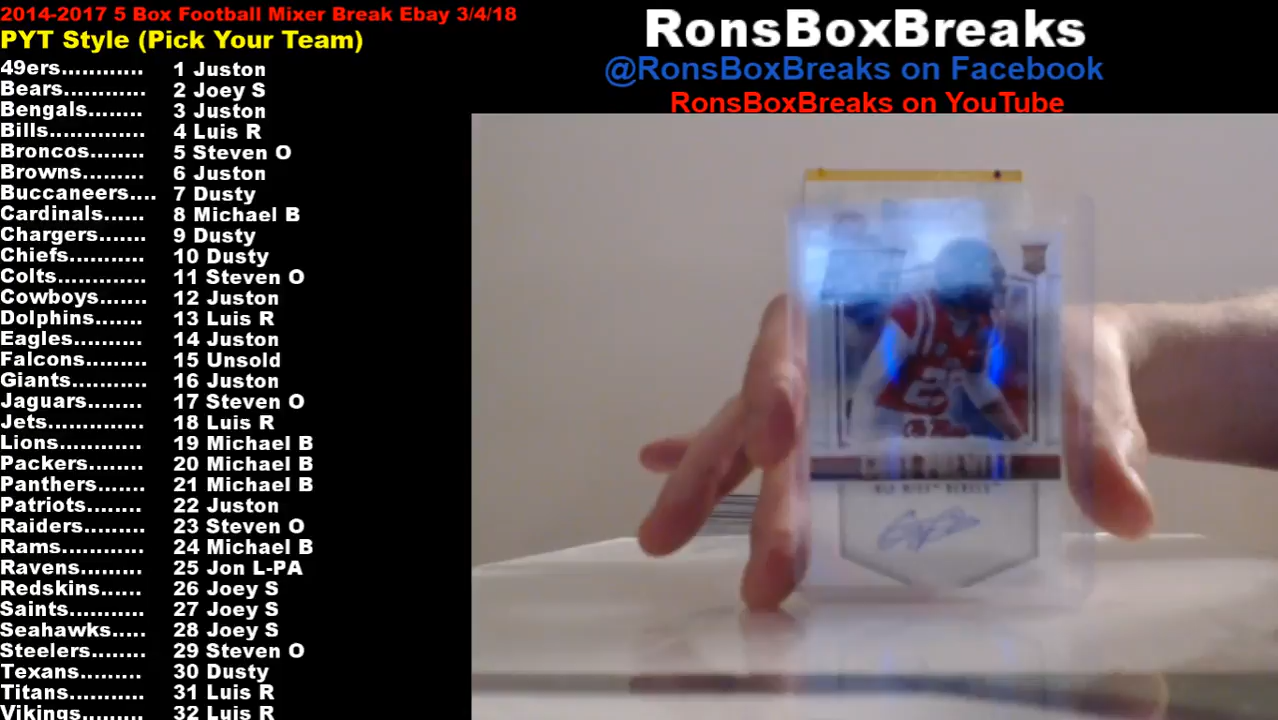 2014-2017 5 Box Football Mixer Break Ebay 3/4/18
PYT Style (Pick Your Team)
49ers............ 1 Juston
Bears............ 2 Joey S
Bengals........ 3 Juston
Bills.............. 4 Luis R
Broncos........ 5 Steven O
Browns......... 6 Juston
Buccaneers.... 7 Dusty
Cardinals...... 8 Michael B
Chargers....... 9 Dusty
Chiefs........... 10 Dusty
Colts............. 11 Steven O
Cowboys....... 12 Juston
Dolphins....... 13 Luis R
Eagles.......... 14 Juston
Falcons......... 15 Unsold
Giants........... 16 Juston
Jaguars........ 17 Steven O
Jets.............. 18 Luis R
Lions............ 19 Michael B
Packers........ 20 Michael B
Panthers....... 21 Michael B
Patriots........ 22 Juston
Raiders......... 23 Steven O
Rams............ 24 Michael B
Ravens......... 25 Jon L-PA
Redskins...... 26 Joey S
Saints........... 27 Joey S
Seahawks..... 28 Joey S
Steelers........ 29 Steven O
Texans......... 30 Dusty
Titans........... 31 Luis R
Vikings......... 32 Luis R
RonsBoxBreaks
@RonsBoxBreaks on Facebook
RonsBoxBreaks on YouTube